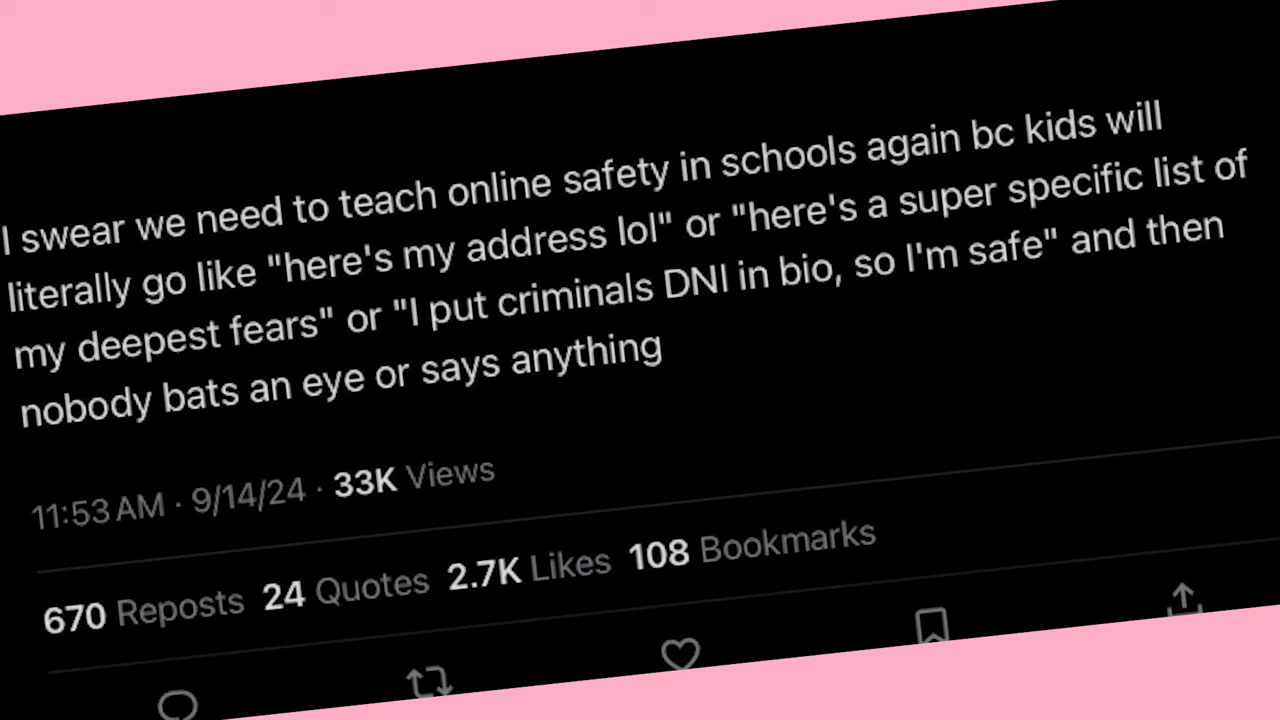 I swear we need to teach online safety in schools again bc kids will
literally go like "here's my address lol" or "here's a super specific list of
my deepest fears" or "I put criminals DNI in bio, so I'm safe" and then
nobody bats an eye or says anything
11:53 AM · 9/14/24 · 33K Views
670 Reposts 24 Quotes 2.7K Likes 108 Bookmarks